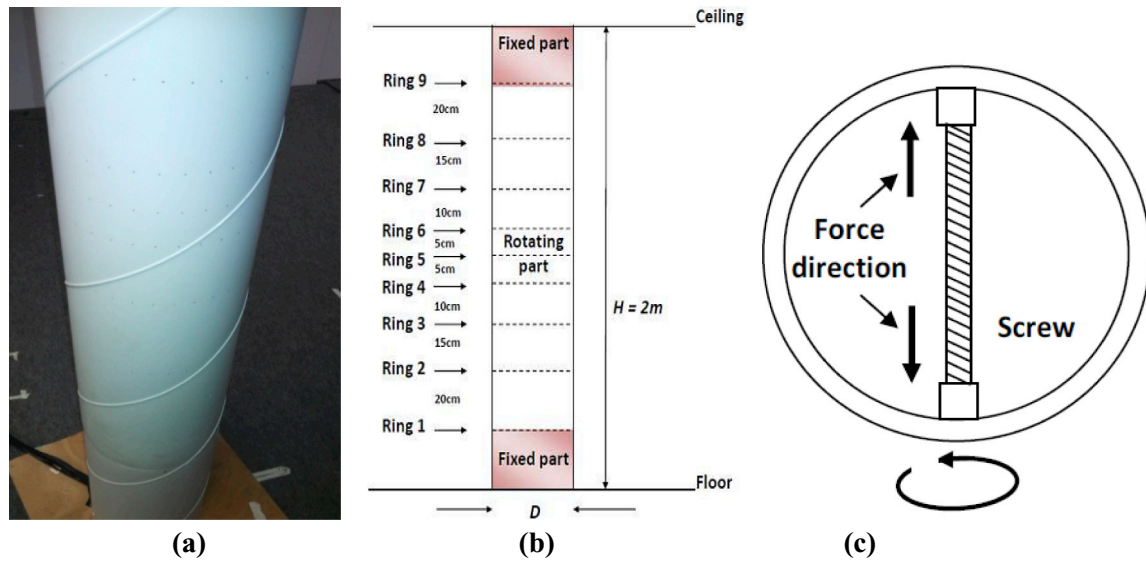 Ceiling
Fixed part
Ring 9
20cm
Ring 8
15cm
Ring 7
10cm
Ring 6
5cm
Rotating
Ring 5
part
5cm
Ring 4
10cm
H = 2m
Ring 3
15cm
Ring 2
20cm
Ring 1
Fixed part
Floor
D
Force
direction
Screw
(a)
(b)
(c)